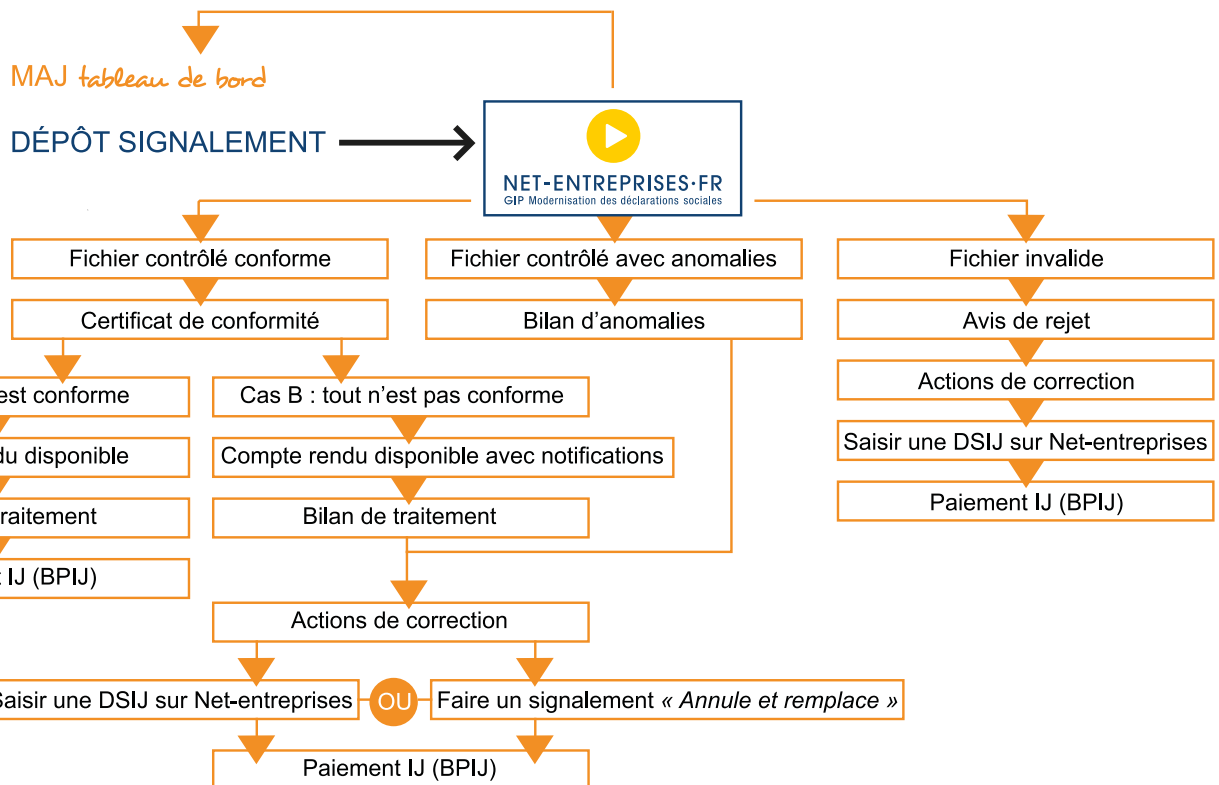 MAJ tableau de bord
DÉPÔT SIGNALEMENT
NET-ENTREPRISES·FR
GIP Modernisation des déclarations sociales
Fichier contrôlé conforme
Fichier contrôlé avec anomalies
Fichier invalide
Certificat de conformité
Bilan d’anomalies
Avis de rejet
est conforme
Cas B : tout n’est pas conforme
Actions de correction
du disponible
Compte rendu disponible avec notifications
Saisir une DSIJ sur Net-entreprises
raitement
Bilan de traitement
Paiement IJ (BPIJ)
t IJ (BPIJ)
Actions de correction
Saisir une DSIJ sur Net-entreprises
OU
Faire un signalement « Annule et remplace »
Paiement IJ (BPIJ)